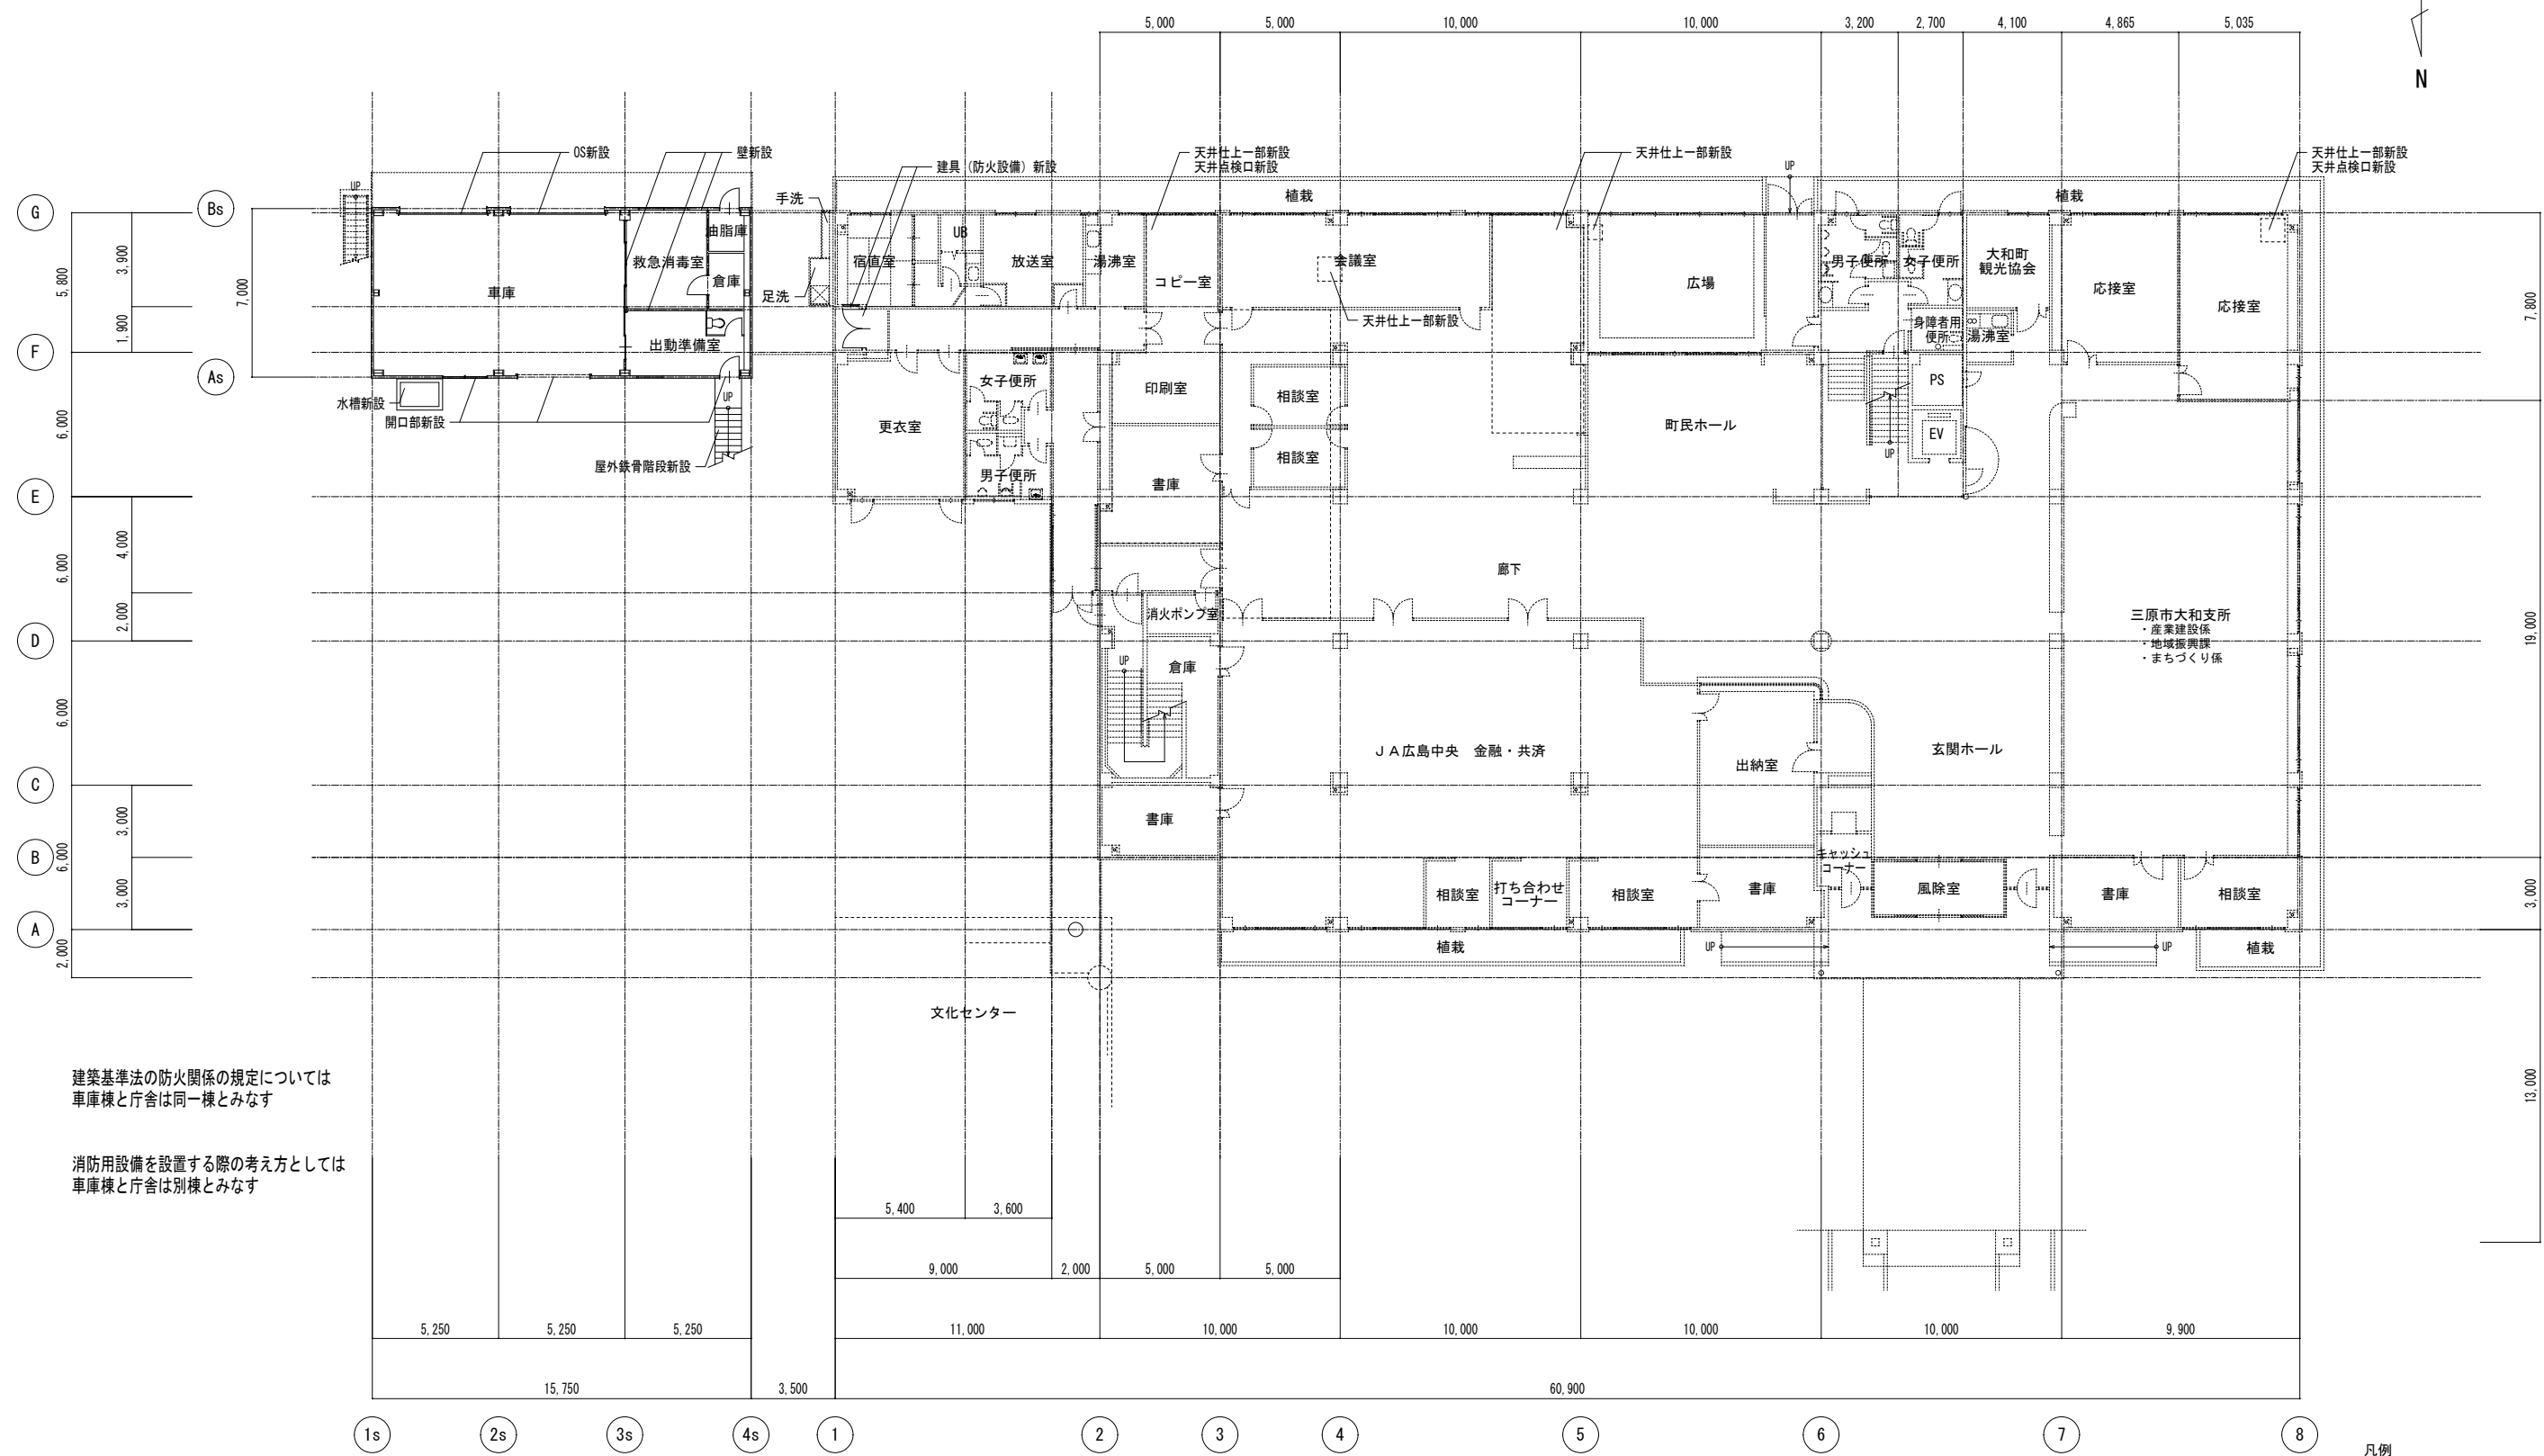 5,000
5,000
10,000
10,000
3,200
2,700
4,100
4,865
5,035
N
OS新設
壁新設
建具（防火設備）新設
天井仕上一部新設
天井点検口新設
天井仕上一部新設
天井仕上一部新設
天井点検口新設
UP
UP
手洗
植栽
植栽
G
Bs
油脂庫
救急消毒室
倉庫
車庫
足洗
宿直室
UB
放送室
湯沸室
コピー室
会議室
天井仕上一部新設
広場
男子便所
女子便所
大和町
観光協会
応接室
応接室
身障者用
便所
湯沸室
5,800
3,900
1,900
7,000
7,800
F
As
出動準備室
水槽新設
開口部新設
UP
屋外鉄骨階段新設
更衣室
女子便所
男子便所
印刷室
書庫
相談室
相談室
町民ホール
PS
EV
UP
6,000
E
6,000
4,000
2,000
廊下
消火ポンプ室
倉庫
UP
三原市大和支所
・産業建設係
・地域振興課
・まちづくり係
19,000
D
6,000
ＪＡ広島中央　金融・共済
出納室
玄関ホール
C
書庫
3,000
6,000
B
3,000
キャッシュ
コーナー
相談室
打ち合わせ
コーナー
相談室
書庫
風除室
書庫
相談室
3,000
A
2,000
植栽
UP
UP
植栽
文化センター
13,000
建築基準法の防火関係の規定については
車庫棟と庁舎は同一棟とみなす
消防用設備を設置する際の考え方としては
車庫棟と庁舎は別棟とみなす
5,400
3,600
9,000
2,000
5,000
5,000
5,250
5,250
5,250
11,000
10,000
10,000
10,000
10,000
9,900
15,750
3,500
60,900
1s
2s
3s
4s
1
2
3
4
5
6
7
8
凡例